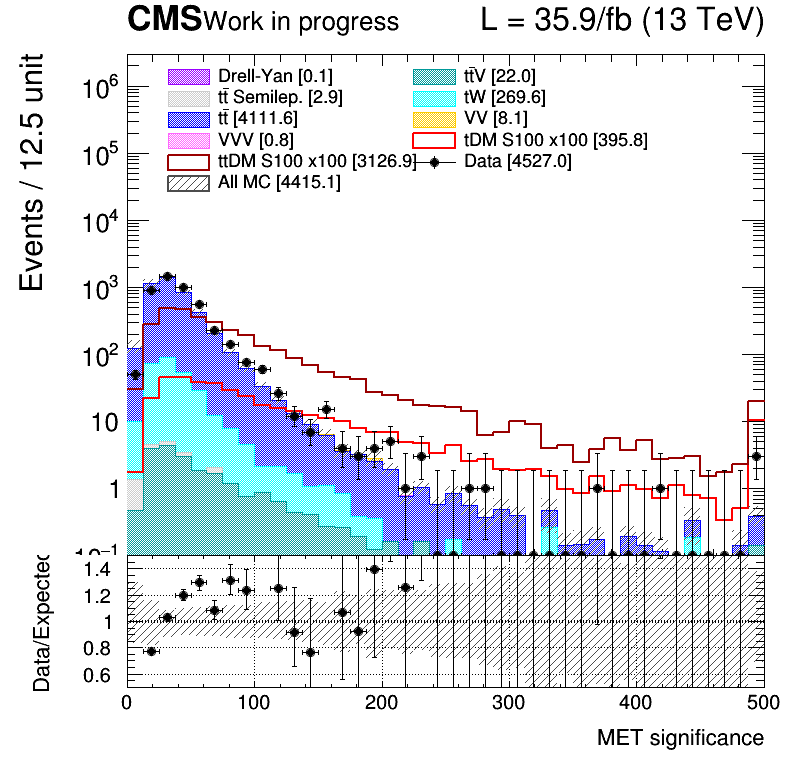 CMS Work in progress L = 35.9/fb (13 TeV)
Drell-Yan [0.1] tt̄V [22.0]
tt̄ Semilep. [2.9] tW [269.6]
tt̄ [4111.6] VV [8.1]
VVV [0.8] tDM S100 x100 [395.8]
ttDM S100 x100 [3126.9] Data [4527.0]
All MC [4415.1]
Events / 12.5 unit
10⁶
10⁵
10⁴
10³
10²
10
1
10⁻¹
Data/Expected
1.4
1.2
1
0.8
0.6
0 100 200 300 400 500
MET significance